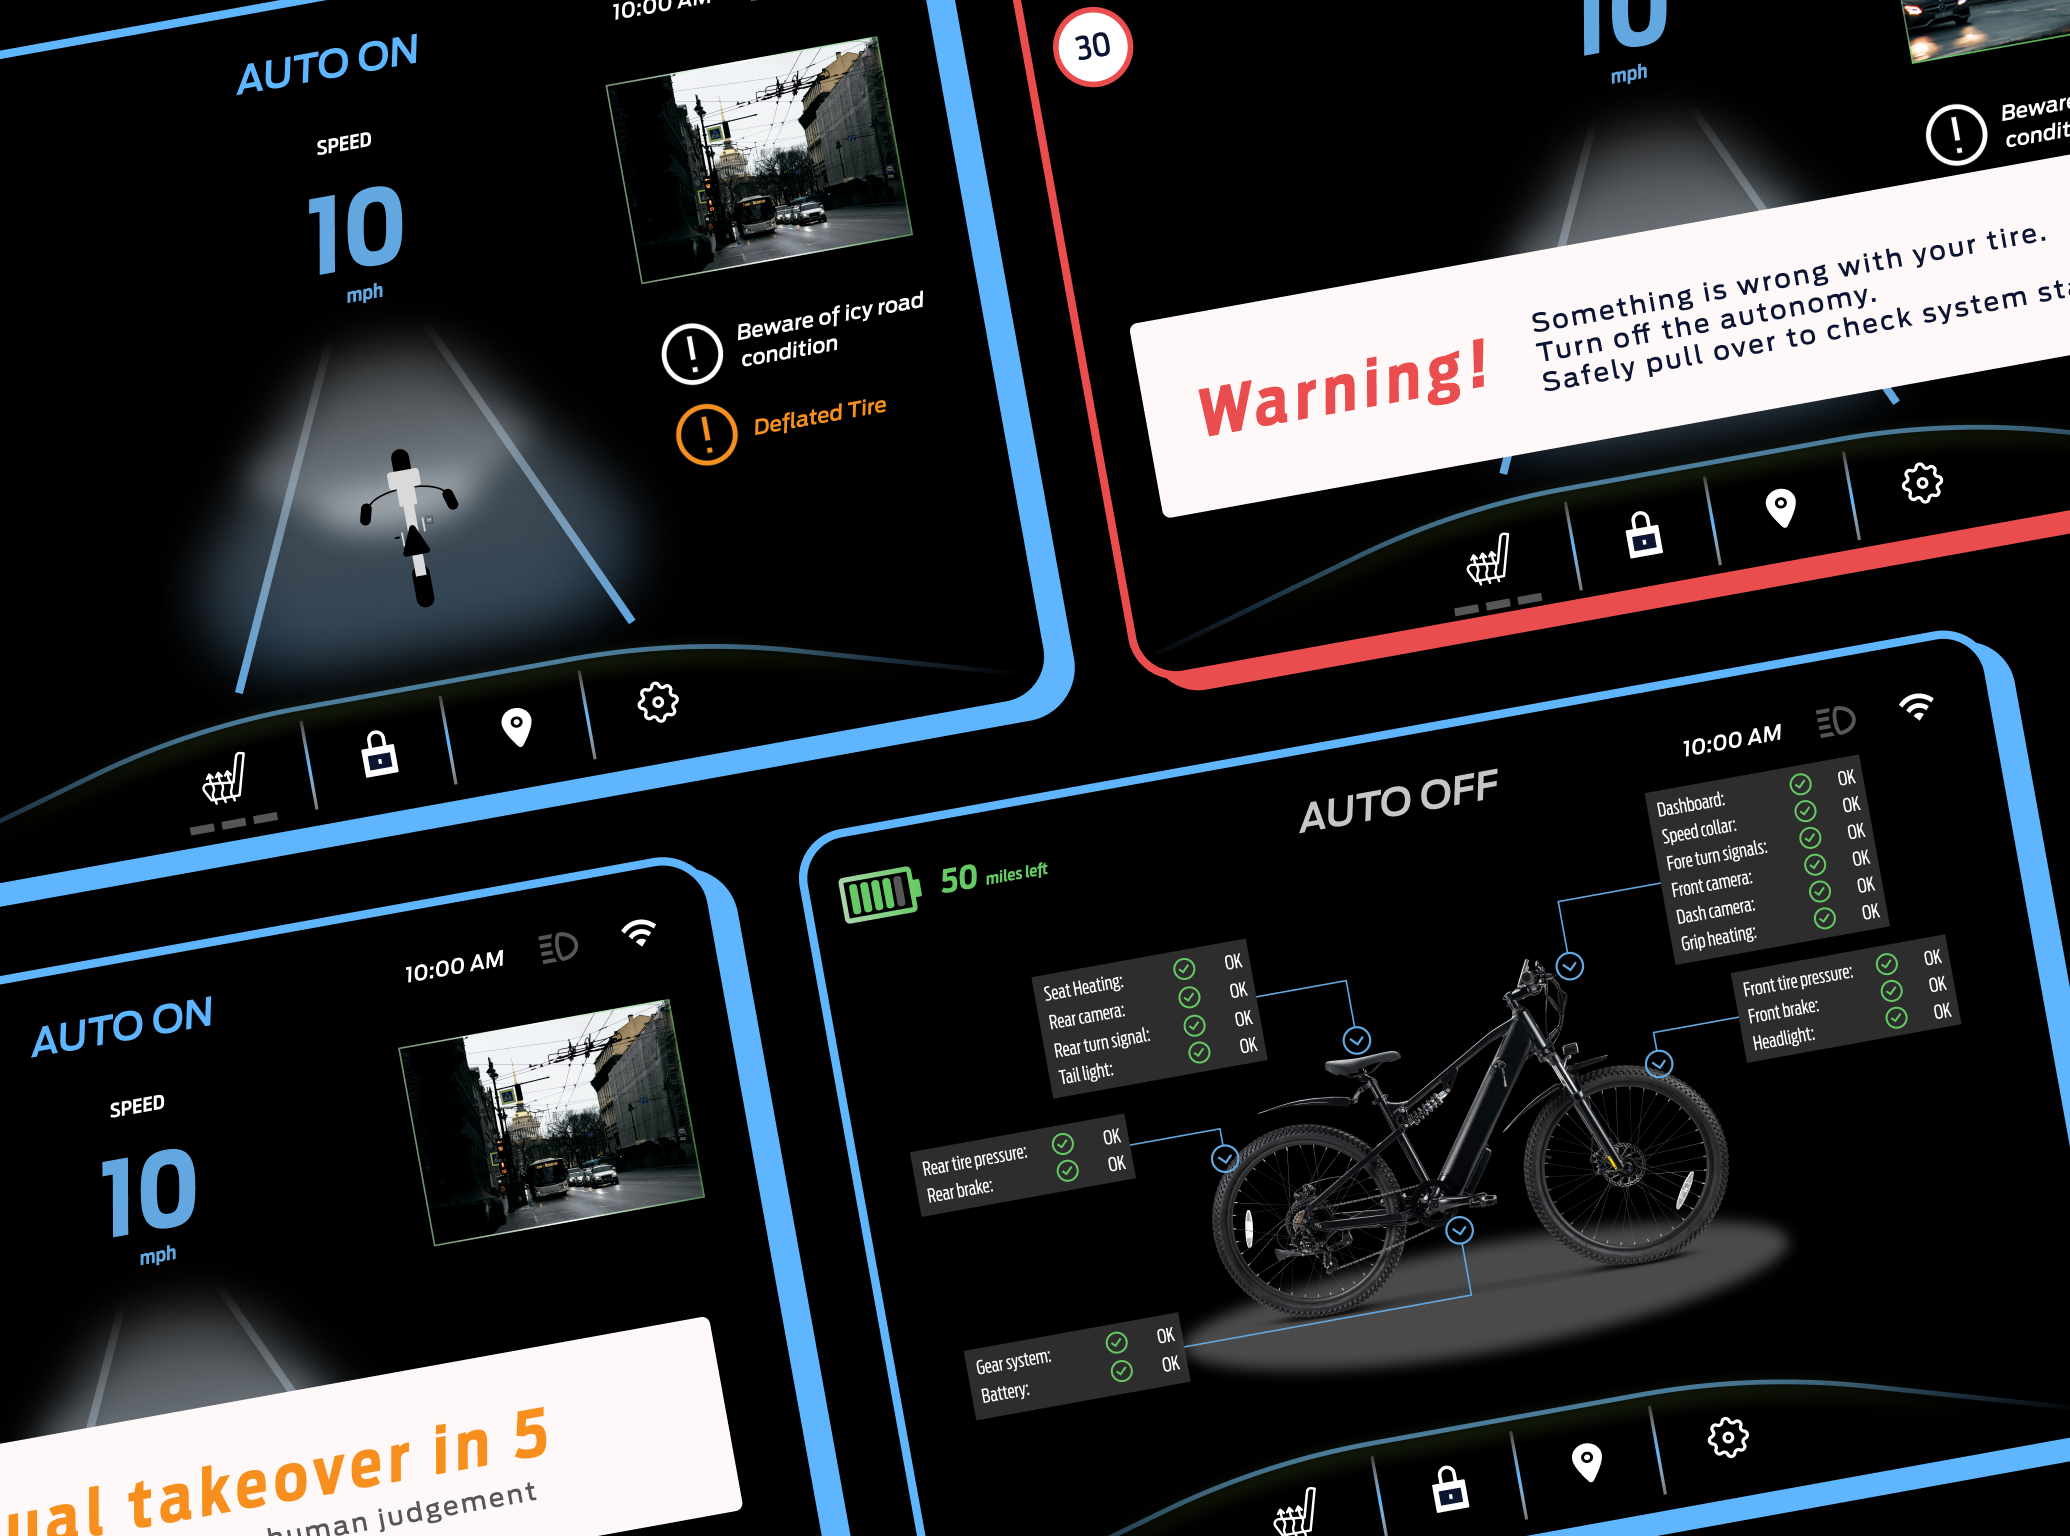 10:00 AM
AUTO ON
SPEED
10
mph
Beware of icy road
condition
Deflated Tire
30
10
mph
Beware
Warning!
Something is wrong with your tire.
Turn off the autonomy.
Safely pull over to check system
10:00 AM
AUTO ON
SPEED
10
mph
takeover in 5
human judgement
10:00 AM
AUTO OFF
50 miles left
Dashboard: OK
Speed collar: OK
Fore turn signals: OK
Front camera: OK
Dash camera: OK
Grip heating: OK
Seat Heating: OK
Rear camera: OK
Rear turn signal: OK
Tail light: OK
Front tire pressure: OK
Front brake: OK
Headlight: OK
Rear tire pressure: OK
Rear brake: OK
Gear system: OK
Battery: OK